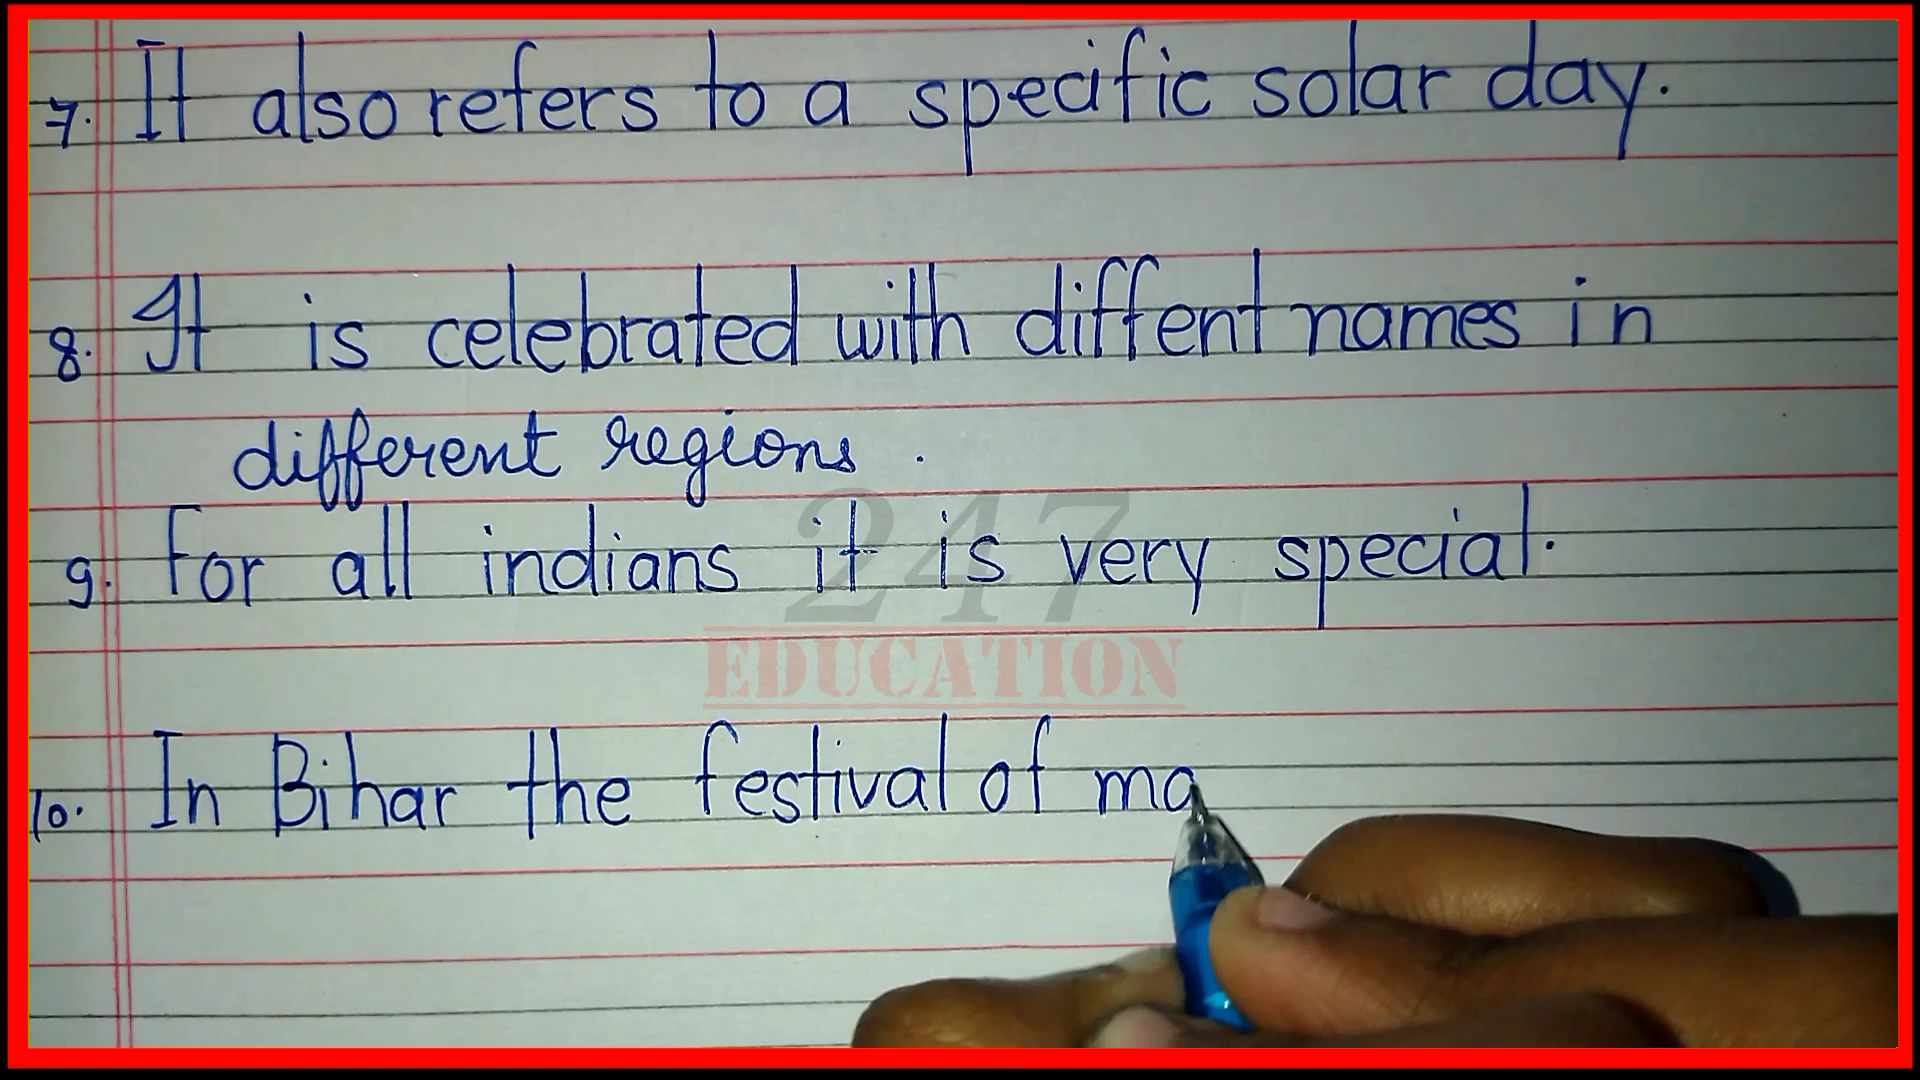 7. It also refers to a specific solar day.
8. It is celebrated with diffent names in
different regions.
9. For all indians it is very special.
247
EDUCATION
10. In Bihar the festival of ma